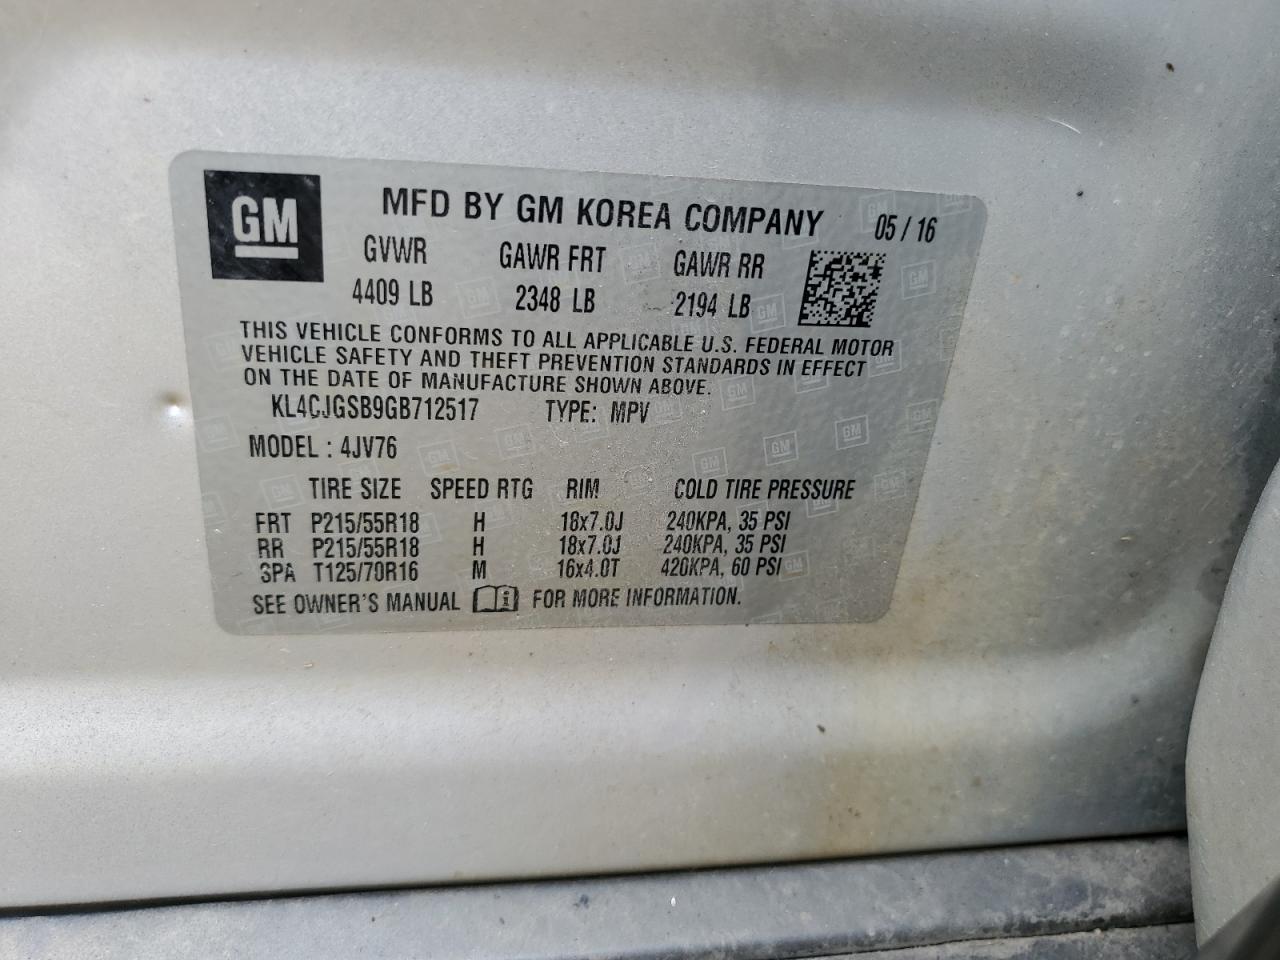 GM MFD BY GM KOREA COMPANY 05 / 16
GVWR GAWR FRT GAWR RR
4409 LB 2348 LB 2194 LB
THIS VEHICLE CONFORMS TO ALL APPLICABLE U.S. FEDERAL MOTOR
VEHICLE SAFETY AND THEFT PREVENTION STANDARDS IN EFFECT
ON THE DATE OF MANUFACTURE SHOWN ABOVE.
KL4CJGSB9GB712517 TYPE: MPV
MODEL : 4JV76
TIRE SIZE SPEED RTG RIM COLD TIRE PRESSURE
FRT P215/55R18 H 18x7.0J 240KPA, 35 PSI
RR P215/55R18 H 18x7.0J 240KPA, 35 PSI
SPA T125/70R16 M 16x4.0T 420KPA, 60 PSI
SEE OWNER'S MANUAL FOR MORE INFORMATION.